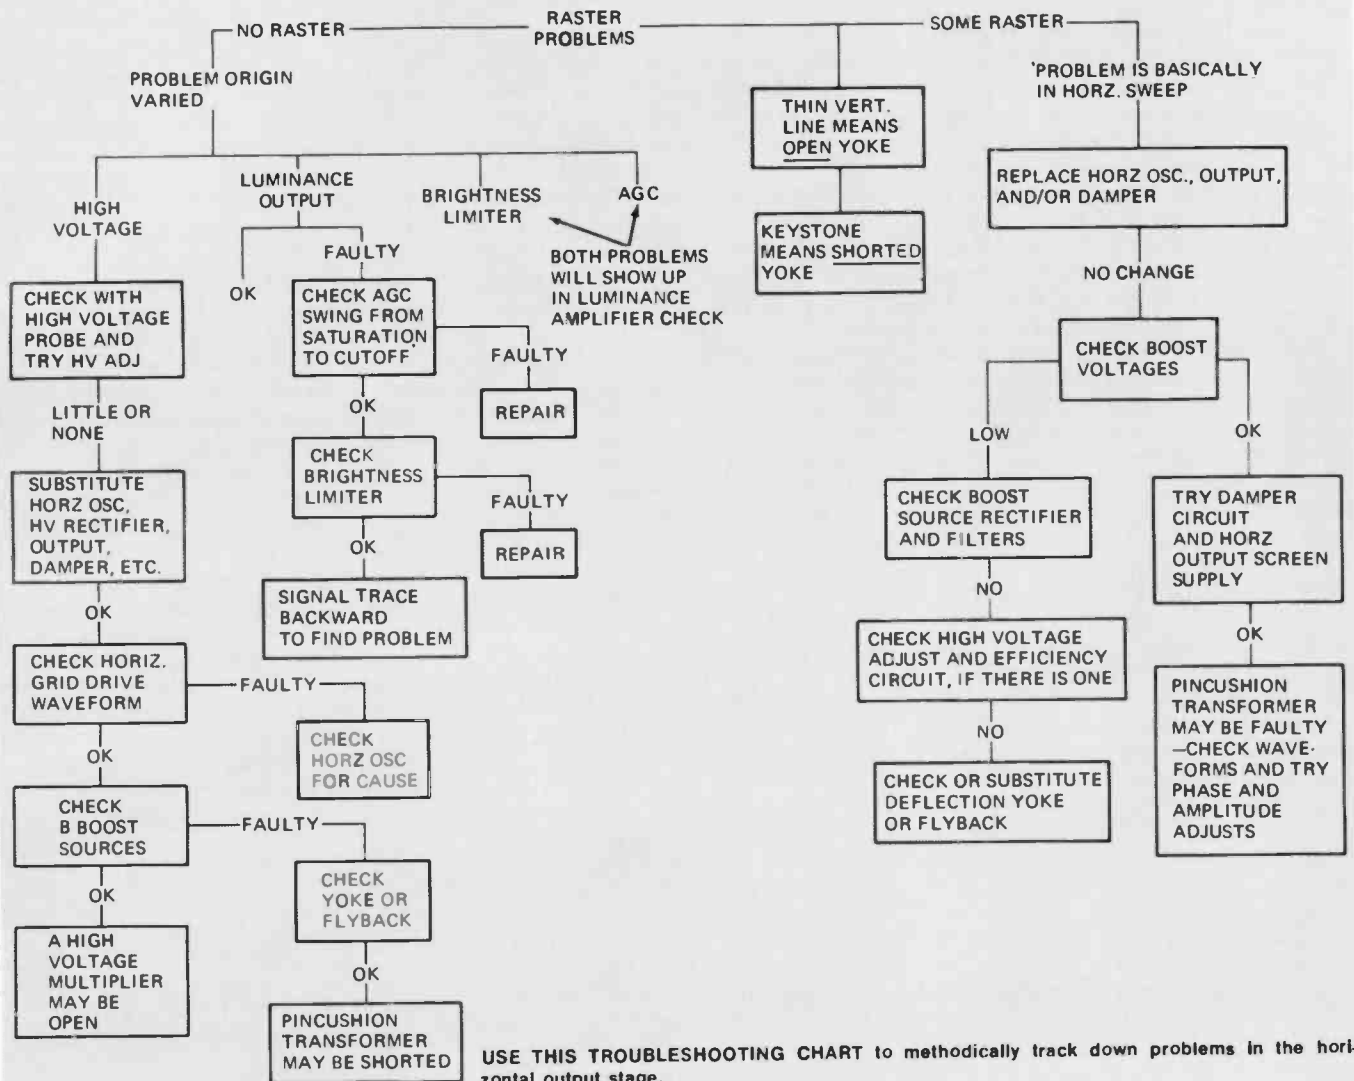 RASTER
PROBLEMS
NO RASTER
SOME RASTER
PROBLEM ORIGIN
VARIED
HIGH
VOLTAGE
CHECK WITH
HIGH VOLTAGE
PROBE AND
TRY HV ADJ
LITTLE OR
NONE
SUBSTITUTE
HORZ OSC,
HV RECTIFIER,
OUTPUT,
DAMPER, ETC.
OK
CHECK HORIZ.
GRID DRIVE
WAVEFORM
FAULTY
CHECK
HORZ OSC
FOR CAUSE
OK
CHECK
B BOOST
SOURCES
FAULTY
CHECK
YOKE OR
FLYBACK
OK
PINCUSHION
TRANSFORMER
MAY BE SHORTED
OK
A HIGH
VOLTAGE
MULTIPLIER
MAY BE
OPEN
LUMINANCE
OUTPUT
OK
FAULTY
CHECK AGC
SWING FROM
SATURATION
TO CUTOFF
FAULTY
REPAIR
OK
CHECK
BRIGHTNESS
LIMITER
FAULTY
REPAIR
OK
SIGNAL TRACE
BACKWARD
TO FIND PROBLEM
BRIGHTNESS
LIMITER
AGC
BOTH PROBLEMS
WILL SHOW UP
IN LUMINANCE
AMPLIFIER CHECK
THIN VERT.
LINE MEANS
OPEN YOKE
KEYSTONE
MEANS SHORTED
YOKE
PROBLEM IS BASICALLY
IN HORZ. SWEEP
REPLACE HORZ OSC., OUTPUT,
AND/OR DAMPER
NO CHANGE
CHECK BOOST
VOLTAGES
LOW
CHECK BOOST
SOURCE RECTIFIER
AND FILTERS
NO
CHECK HIGH VOLTAGE
ADJUST AND EFFICIENCY
CIRCUIT, IF THERE IS ONE
NO
CHECK OR SUBSTITUTE
DEFLECTION YOKE
OR FLYBACK
OK
TRY DAMPER
CIRCUIT
AND HORZ
OUTPUT SCREEN
SUPPLY
OK
PINCUSHION
TRANSFORMER
MAY BE FAULTY
—CHECK WAVE-
FORMS AND TRY
PHASE AND
AMPLITUDE
ADJUSTS
USE THIS TROUBLESHOOTING CHART to methodically track down problems in the hori-
zontal output stage.